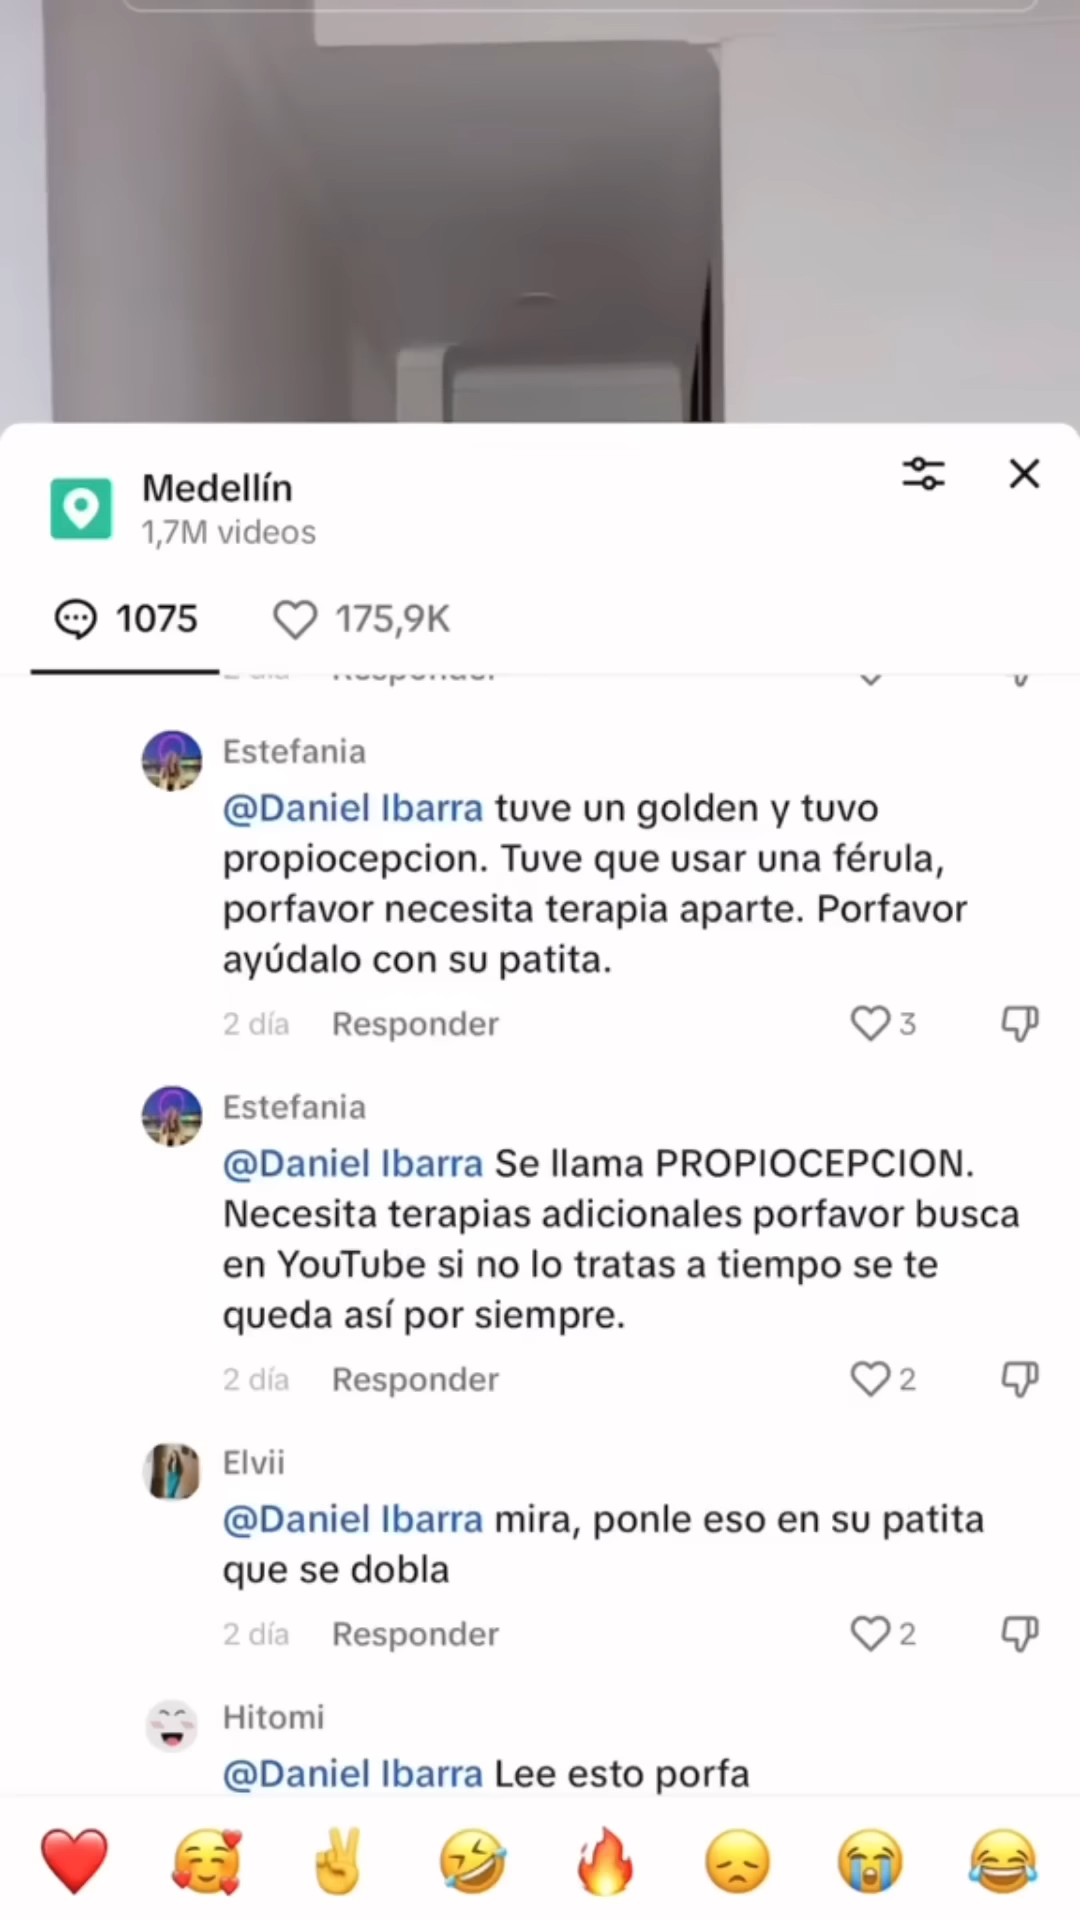 Medellín
1,7M videos
1075
175,9K
Responder
Estefania
@Daniel Ibarra tuve un golden y tuvo
propiocepcion. Tuve que usar una férula,
porfavor necesita terapia aparte. Porfavor
ayúdalo con su patita.
2 día Responder 3
Estefania
@Daniel Ibarra Se llama PROPIOCEPCION.
Necesita terapias adicionales porfavor busca
en YouTube si no lo tratas a tiempo se te
queda así por siempre.
2 día Responder 2
Elvii
@Daniel Ibarra mira, ponle eso en su patita
que se dobla
2 día Responder 2
Hitomi
@Daniel Ibarra Lee esto porfa